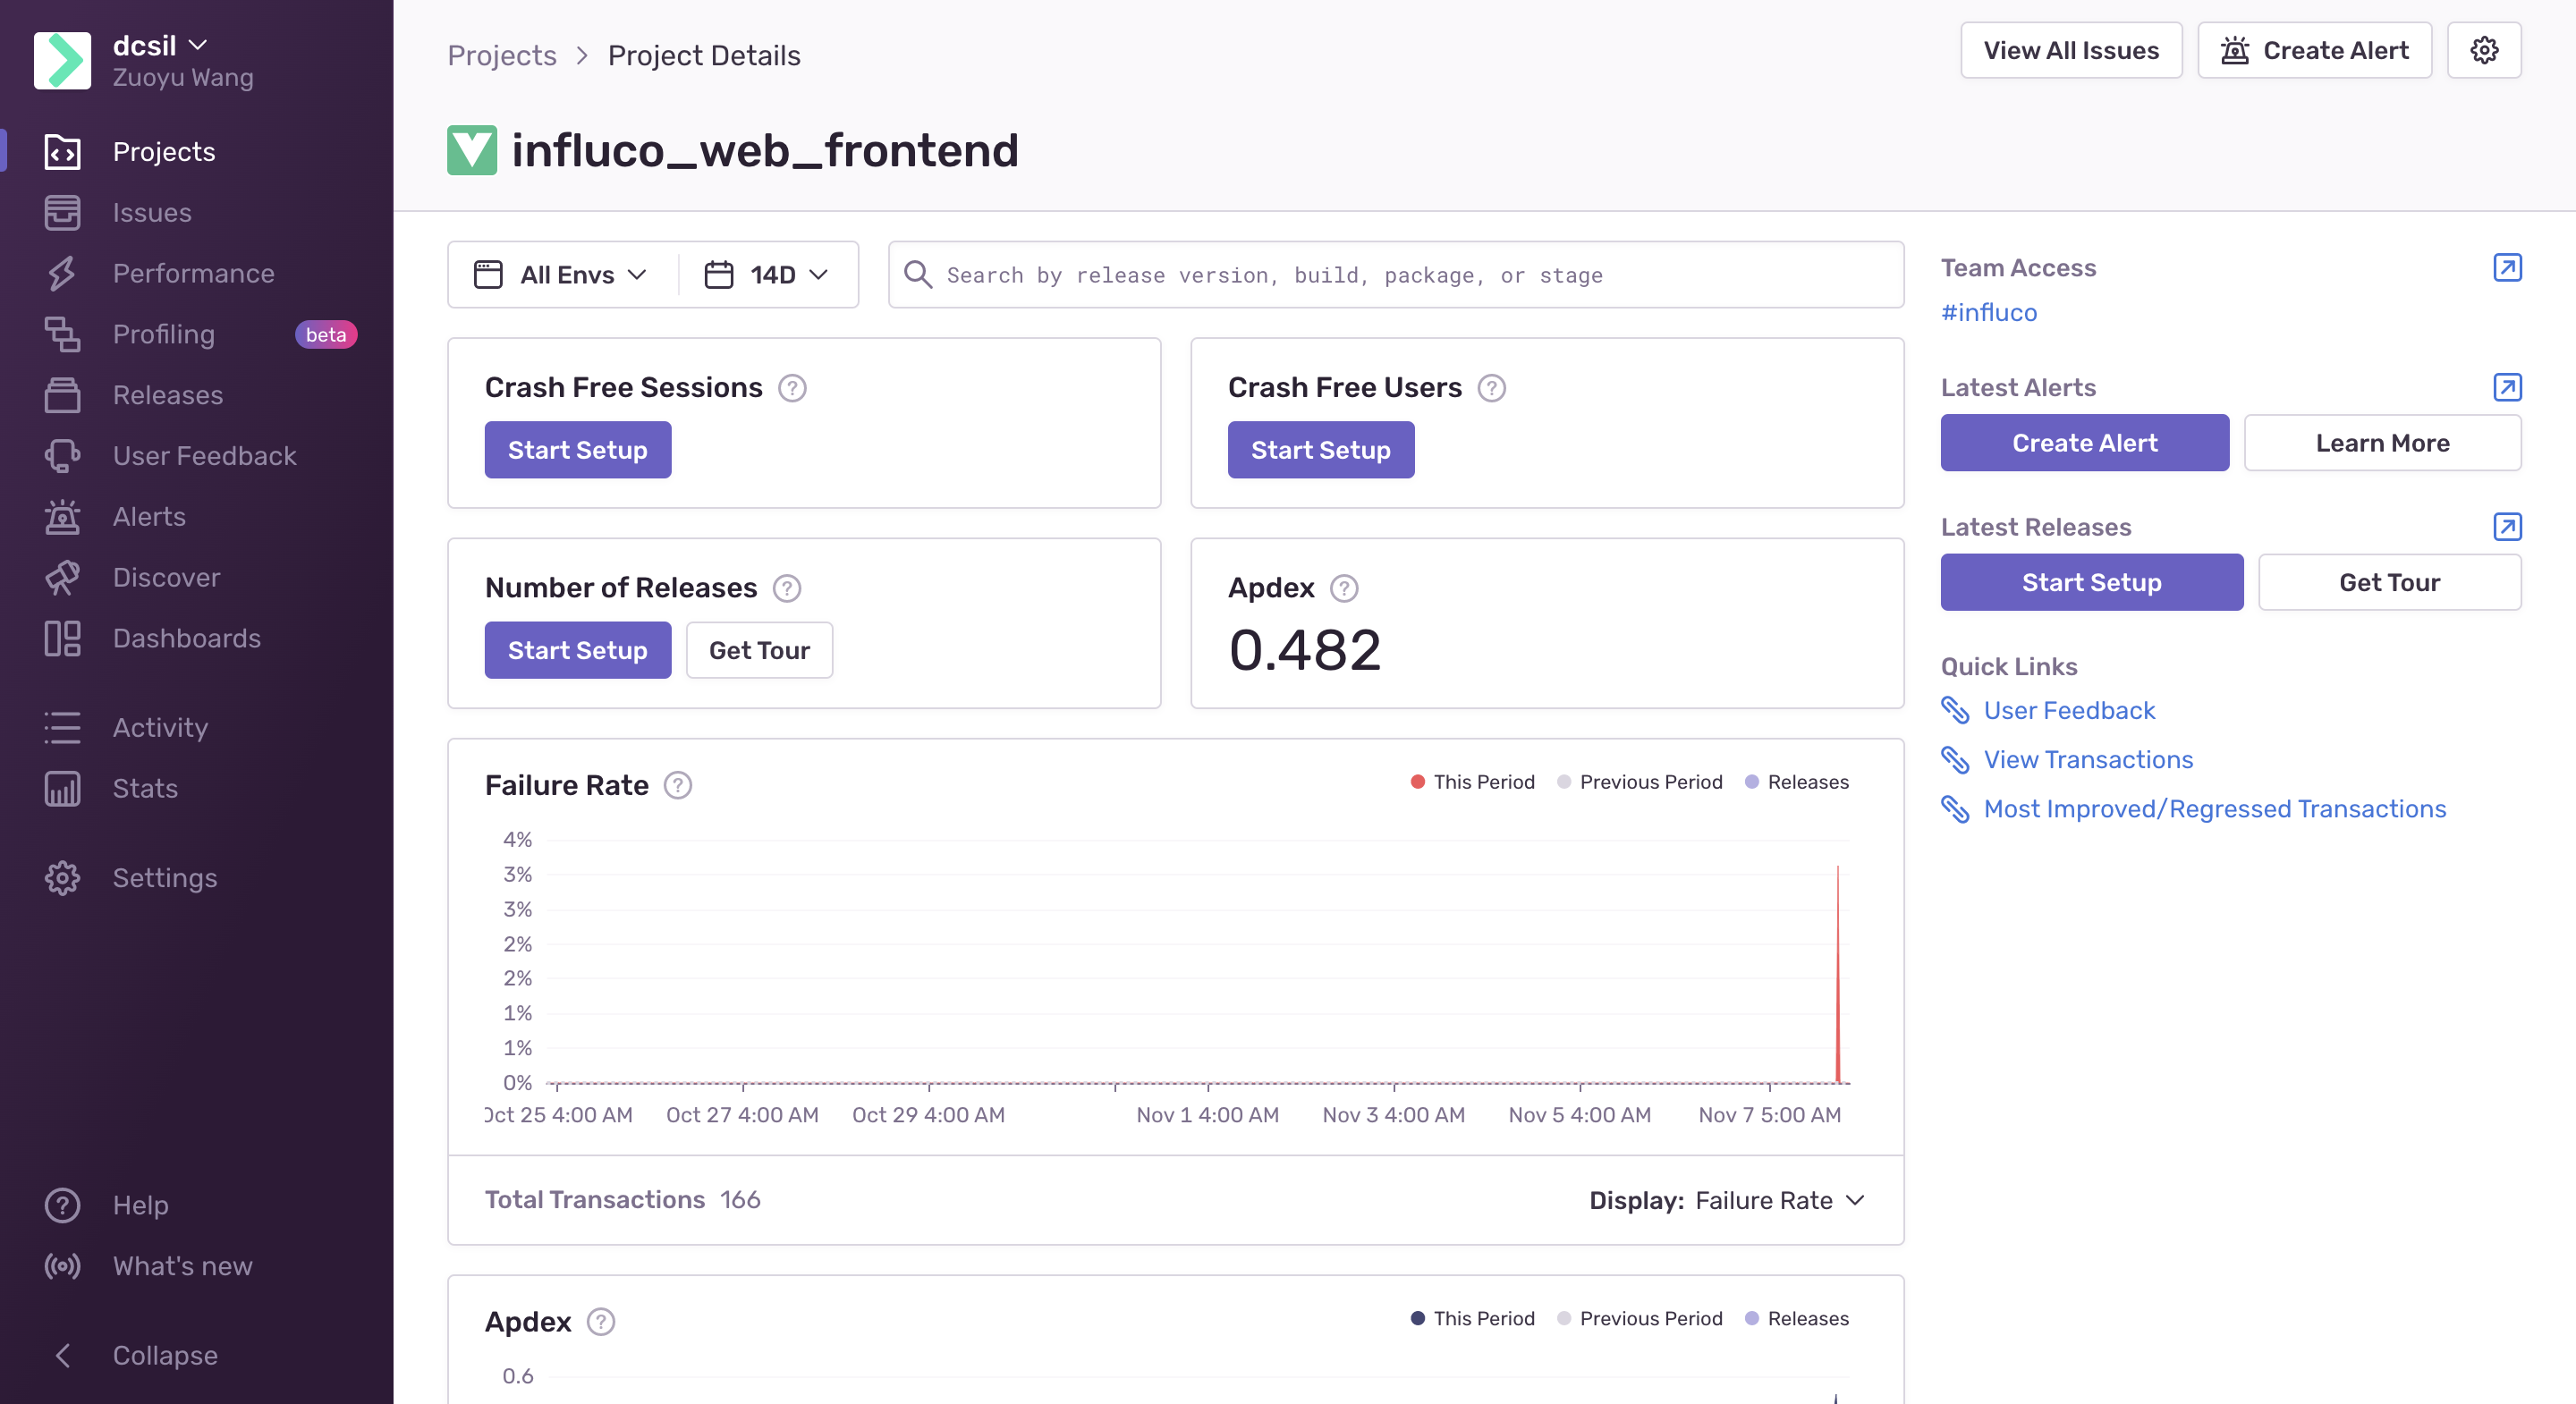 dcsil
Zuoyu Wang
Projects
Issues
Performance
Profiling beta
Releases
User Feedback
Alerts
Discover
Dashboards
Activity
Stats
Settings
Help
What's new
Collapse
Projects > Project Details
View All Issues
Create Alert
influco_web_frontend
All Envs
14D
Search by release version, build, package, or stage
Crash Free Sessions ?
Start Setup
Crash Free Users ?
Start Setup
Number of Releases ?
Start Setup
Get Tour
Apdex ?
0.482
Failure Rate ?
This Period
Previous Period
Releases
4%
3%
3%
2%
2%
1%
1%
0%
Oct 25 4:00 AM
Oct 27 4:00 AM
Oct 29 4:00 AM
Nov 1 4:00 AM
Nov 3 4:00 AM
Nov 5 4:00 AM
Nov 7 5:00 AM
Total Transactions 166
Display: Failure Rate
Apdex ?
This Period
Previous Period
Releases
0.6
Team Access
#influco
Latest Alerts
Create Alert
Learn More
Latest Releases
Start Setup
Get Tour
Quick Links
User Feedback
View Transactions
Most Improved/Regressed Transactions